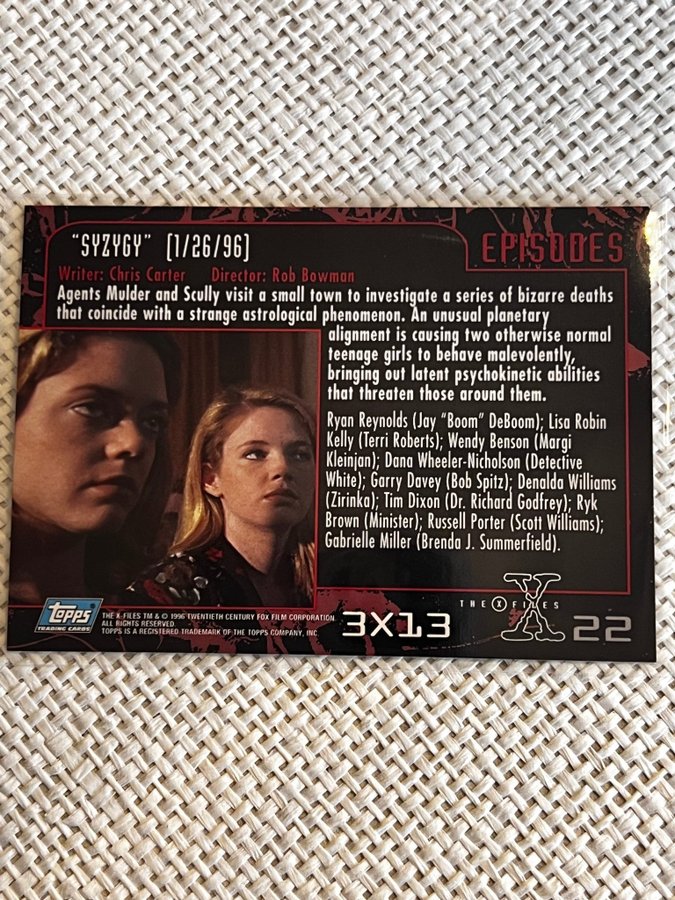 "SYZYGY" [1/26/96]
EPISODES
Writer: Chris Carter Director: Rob Bowman
Agents Mulder and Scully visit a small town to investigate a series of bizarre deaths
that coincide with a strange astrological phenomenon. An unusual planetary
alignment is causing two otherwise normal
teenage girls to behave malevolently,
bringing out latent psychokinetic abilities
that threaten those around them.
Ryan Reynolds (Jay "Boom" DeBoom); Lisa Robin
Kelly (Terri Roberts); Wendy Benson (Margi
Kleinjan); Dana Wheeler-Nicholson (Detective
White); Garry Davey (Bob Spitz); Denalda Williams
(Zirinka); Tim Dixon (Dr. Richard Godfrey); Ryk
Brown (Minister); Russell Porter (Scott Williams);
Gabrielle Miller (Brenda J. Summerfield).
topps
TRADING CARDS
THE X-FILES TM & © 1996 TWENTIETH CENTURY FOX FILM CORPORATION
ALL RIGHTS RESERVED.
TOPPS IS A REGISTERED TRADEMARK OF THE TOPPS COMPANY, INC
3X13
THE X FILES
X
22